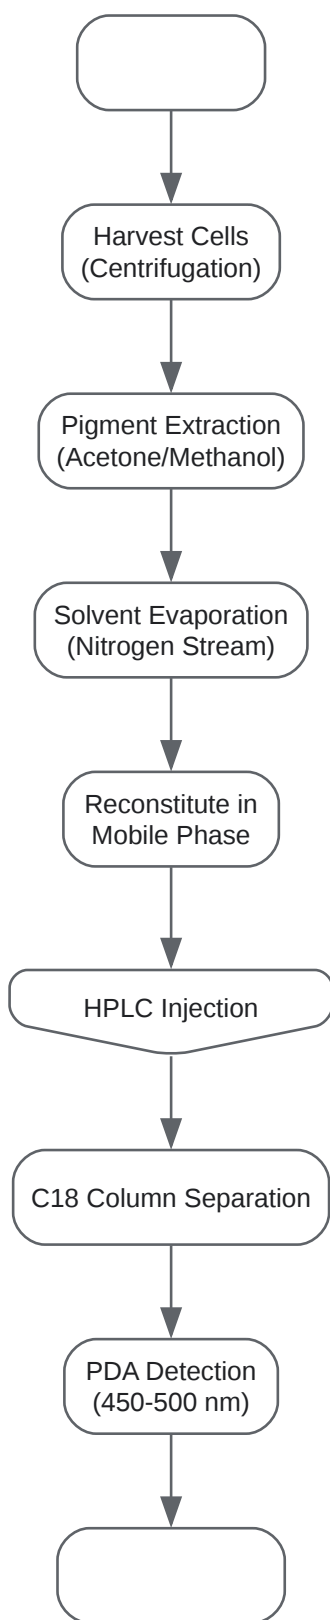 Harvest Cells
(Centrifugation)
Pigment Extraction
(Acetone/Methanol)
Solvent Evaporation
(Nitrogen Stream)
Reconstitute in
Mobile Phase
HPLC Injection
C18 Column Separation
PDA Detection
(450-500 nm)